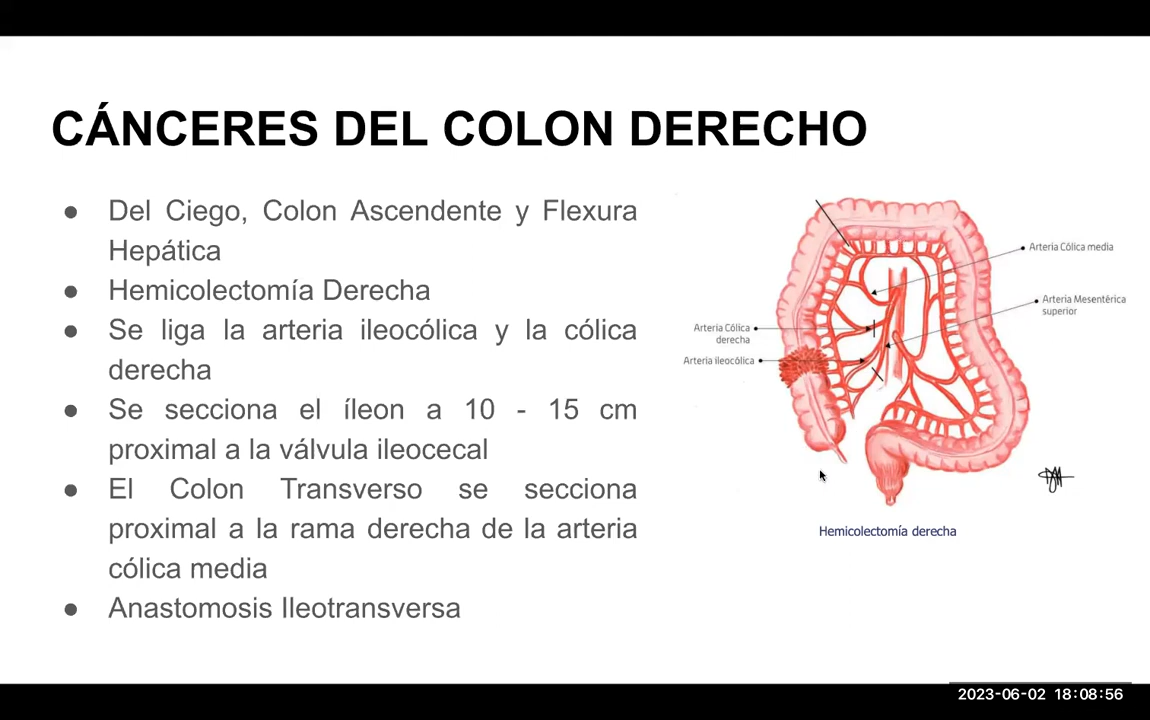 CÁNCERES DEL COLON DERECHO
● Del Ciego, Colon Ascendente y Flexura
Hepática
● Hemicolectomía Derecha
● Se liga la arteria ileocólica y la cólica
derecha
● Se secciona el íleon a 10 - 15 cm
proximal a la válvula ileocecal
● El Colon Transverso se secciona
proximal a la rama derecha de la arteria
cólica media
● Anastomosis Ileotransversa
Arteria Cólica media
Arteria Mesentérica
superior
Arteria Cólica
derecha
Arteria ileocólica
Hemicolectomía derecha
2023-06-02 18:08:56